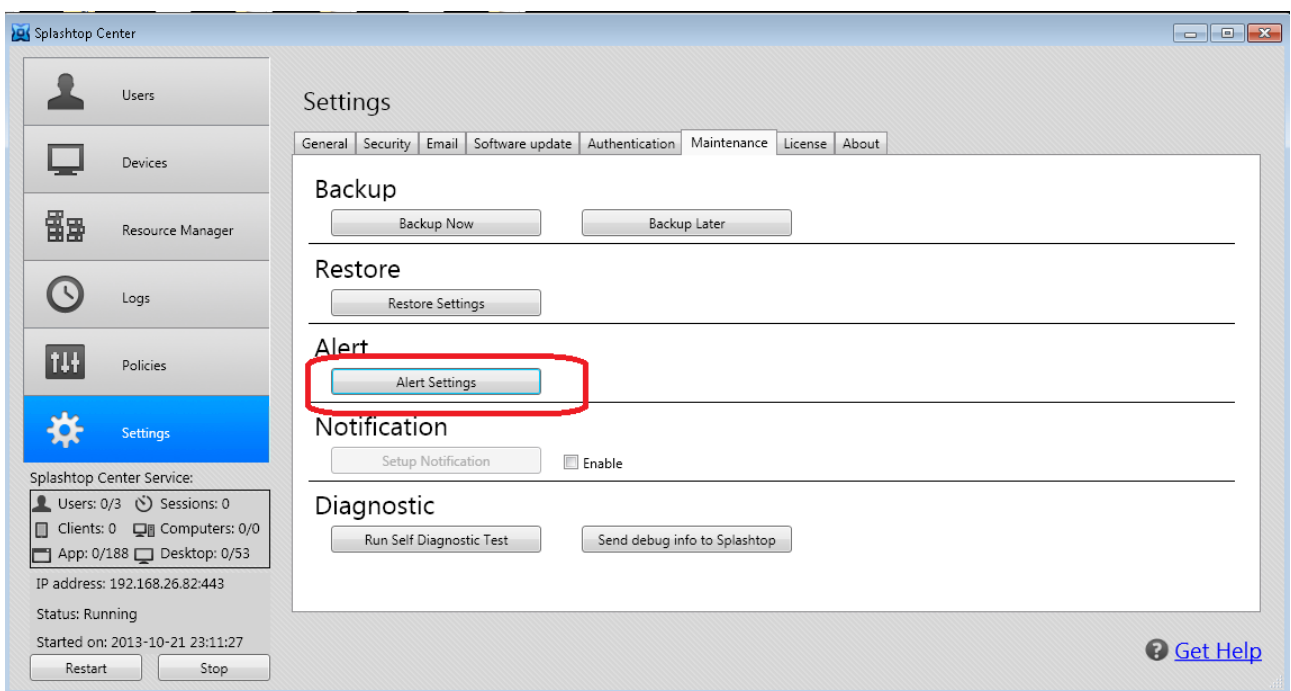 Splashtop Center
Users
Devices
Resource Manager
Logs
Policies
Settings
Splashtop Center Service:
Users: 0/3 Sessions: 0
Clients: 0 Computers: 0/0
App: 0/188 Desktop: 0/53
IP address: 192.168.26.82:443
Status: Running
Started on: 2013-10-21 23:11:27
Restart Stop
Settings
General Security Email Software update Authentication Maintenance License About
Backup
Backup Now Backup Later
Restore
Restore Settings
Alert
Alert Settings
Notification
Setup Notification Enable
Diagnostic
Run Self Diagnostic Test Send debug info to Splashtop
Get Help